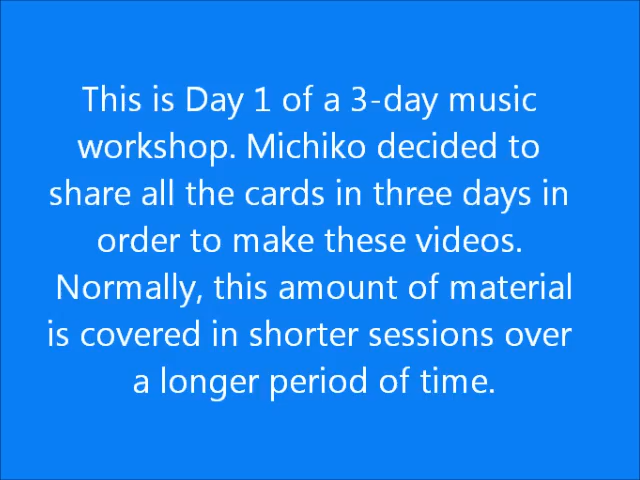 This is Day 1 of a 3-day music
workshop. Michiko decided to
share all the cards in three days in
order to make these videos.
Normally, this amount of material
is covered in shorter sessions over
a longer period of time.